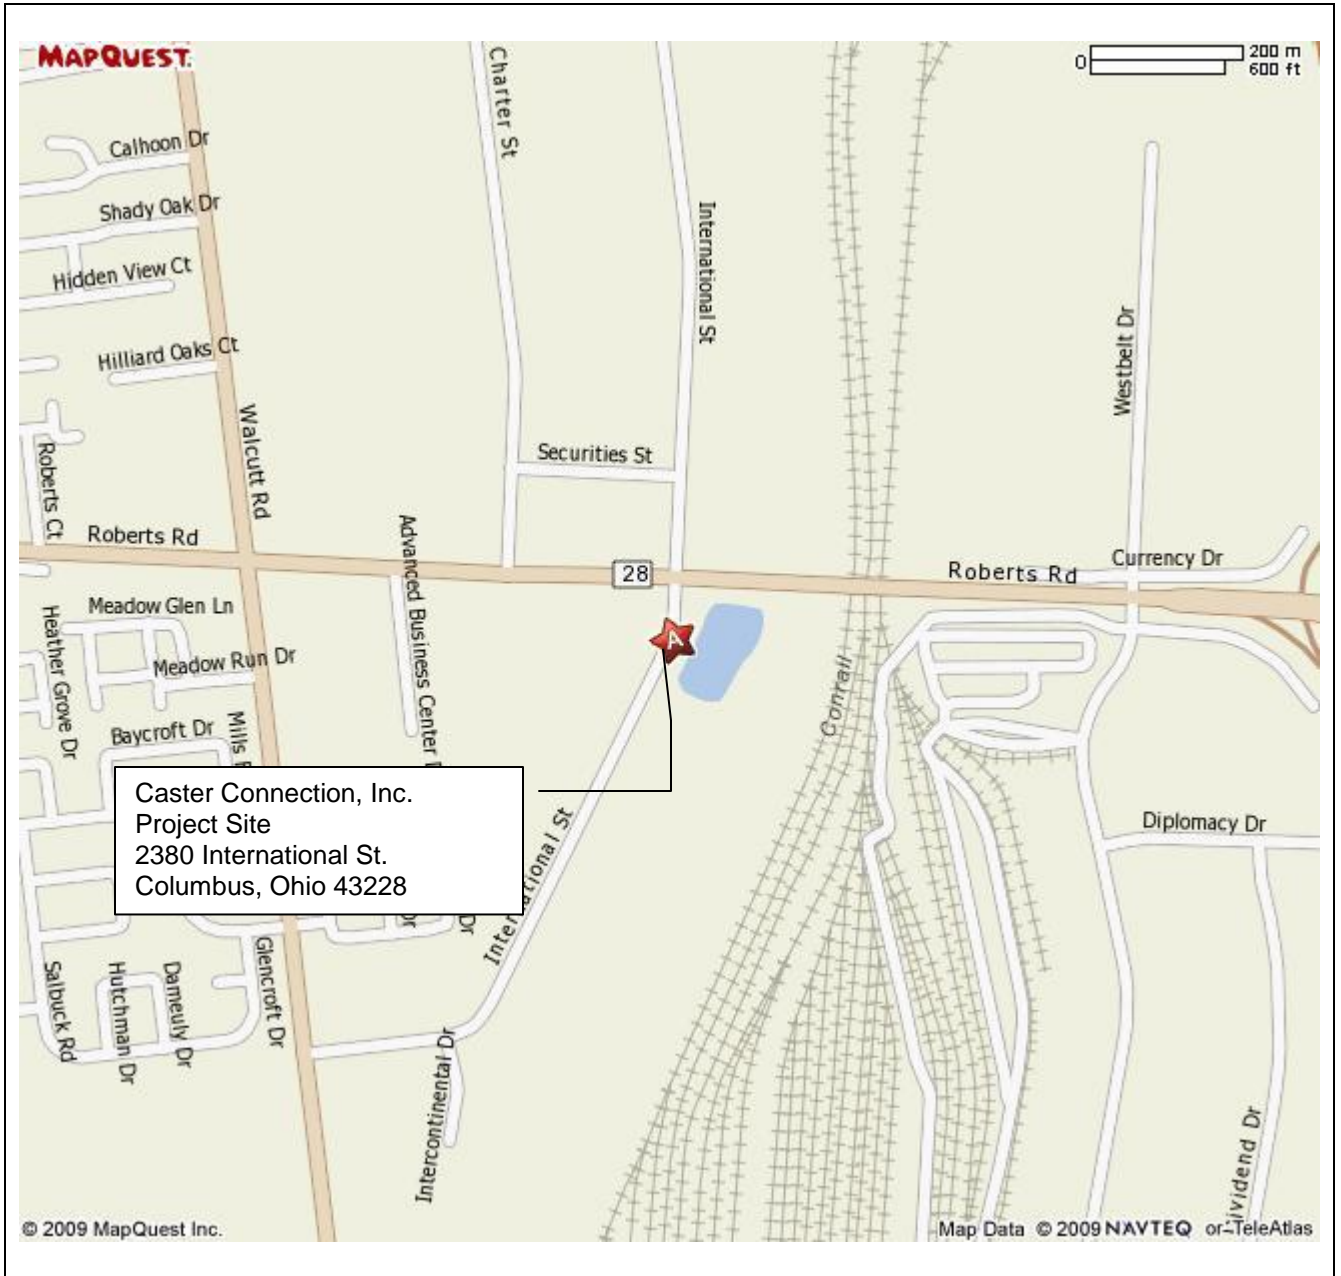 MAPQUEST.
0
200 m
600 ft
Charter St
Calhoon Dr
Shady Oak Dr
International St
Hidden View Ct
Westbelt Dr
Hilliard Oaks Ct
Walcutt Rd
Roberts Ct
Securities St
Roberts Rd
Advanced Business Center
28
Roberts Rd
Currency Dr
Meadow Glen Ln
Heather Grove Dr
Meadow Run Dr
A
Conrail
Mills
Baycroft Dr
Caster Connection, Inc.
Project Site
2380 International St.
Columbus, Ohio 43228
International St
Diplomacy Dr
Dr
Dr
Salbuck Rd
Hutchman Dr
Dameuly Dr
Glencroft Dr
Intercontinental Dr
ividend Dr
© 2009 MapQuest Inc.
Map Data © 2009 NAVTEQ or TeleAtlas